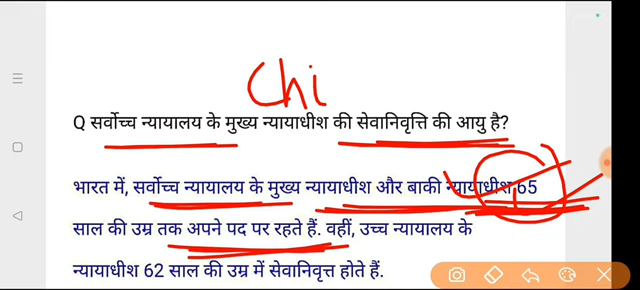 Chi
Q सर्वोच्च न्यायालय के मुख्य न्यायाधीश की सेवानिवृत्ति की आयु है?
भारत में, सर्वोच्च न्यायालय के मुख्य न्यायाधीश और बाकी न्यायाधीश 65
साल की उम्र तक अपने पद पर रहते हैं. वहीं, उच्च न्यायालय के
न्यायाधीश 62 साल की उम्र में सेवानिवृत्त होते हैं.